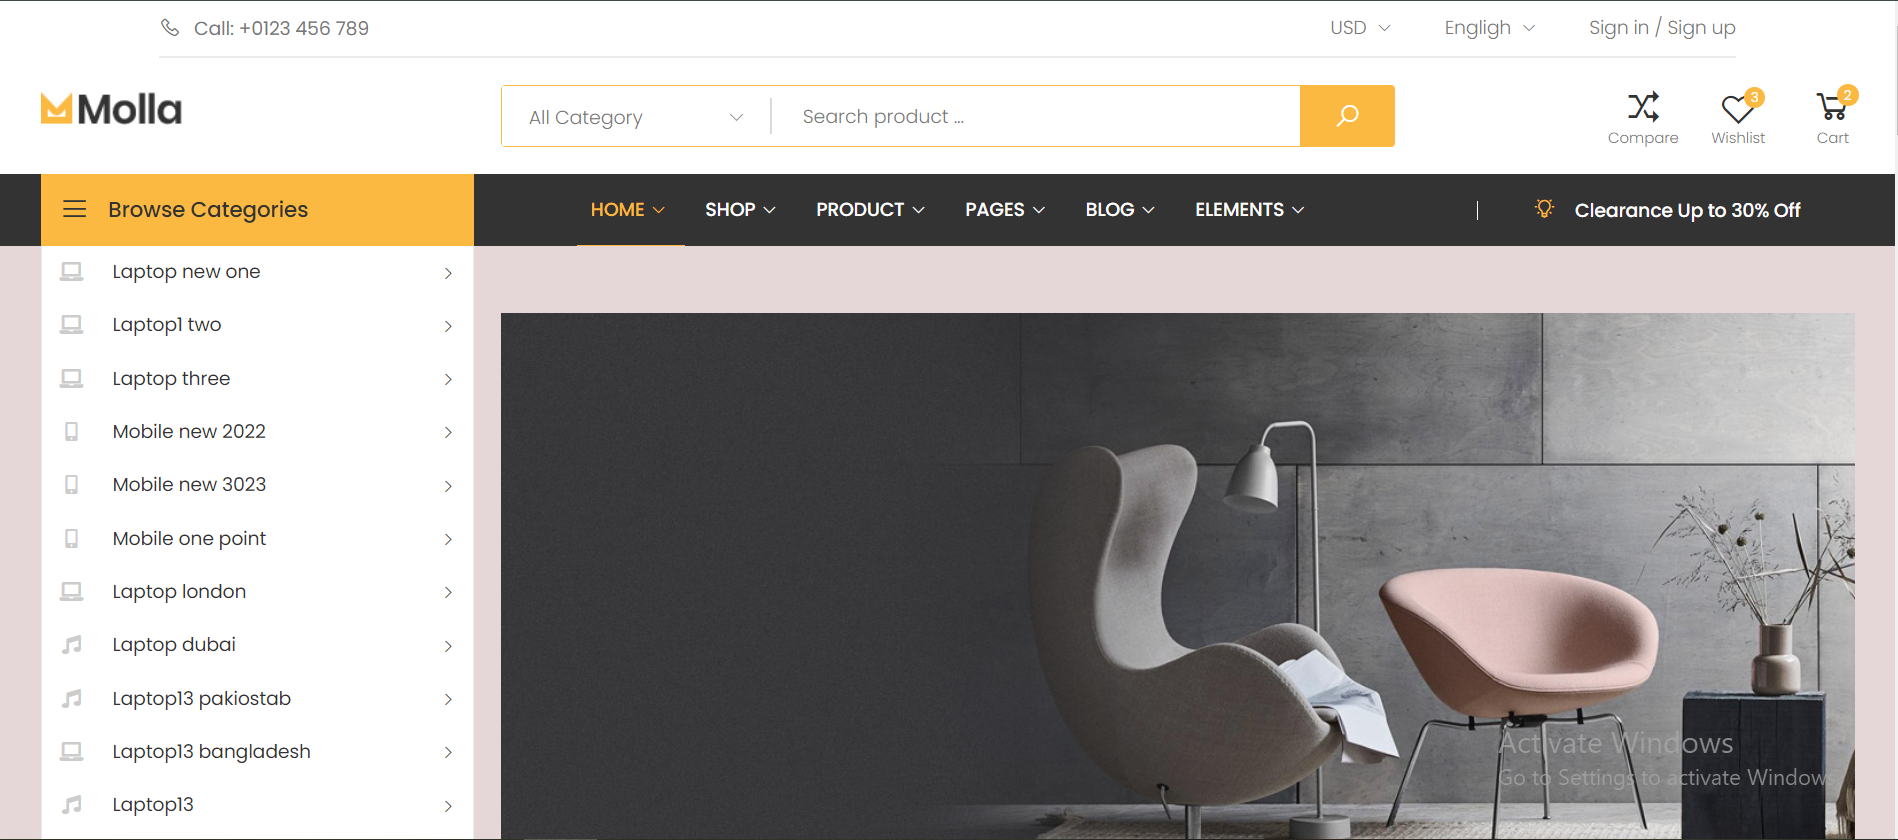 Call: +0123 456 789
USD
Engligh
Sign in / Sign up
Molla
All Category
Search product ...
Compare
3
Wishlist
2
Cart
Browse Categories
HOME
SHOP
PRODUCT
PAGES
BLOG
ELEMENTS
Clearance Up to 30% Off
Laptop new one
Laptop1 two
Laptop three
Mobile new 2022
Mobile new 3023
Mobile one point
Laptop london
Laptop dubai
Laptop13 pakiostab
Laptop13 bangladesh
Laptop13
Activate Windows
Go to Settings to activate Windows